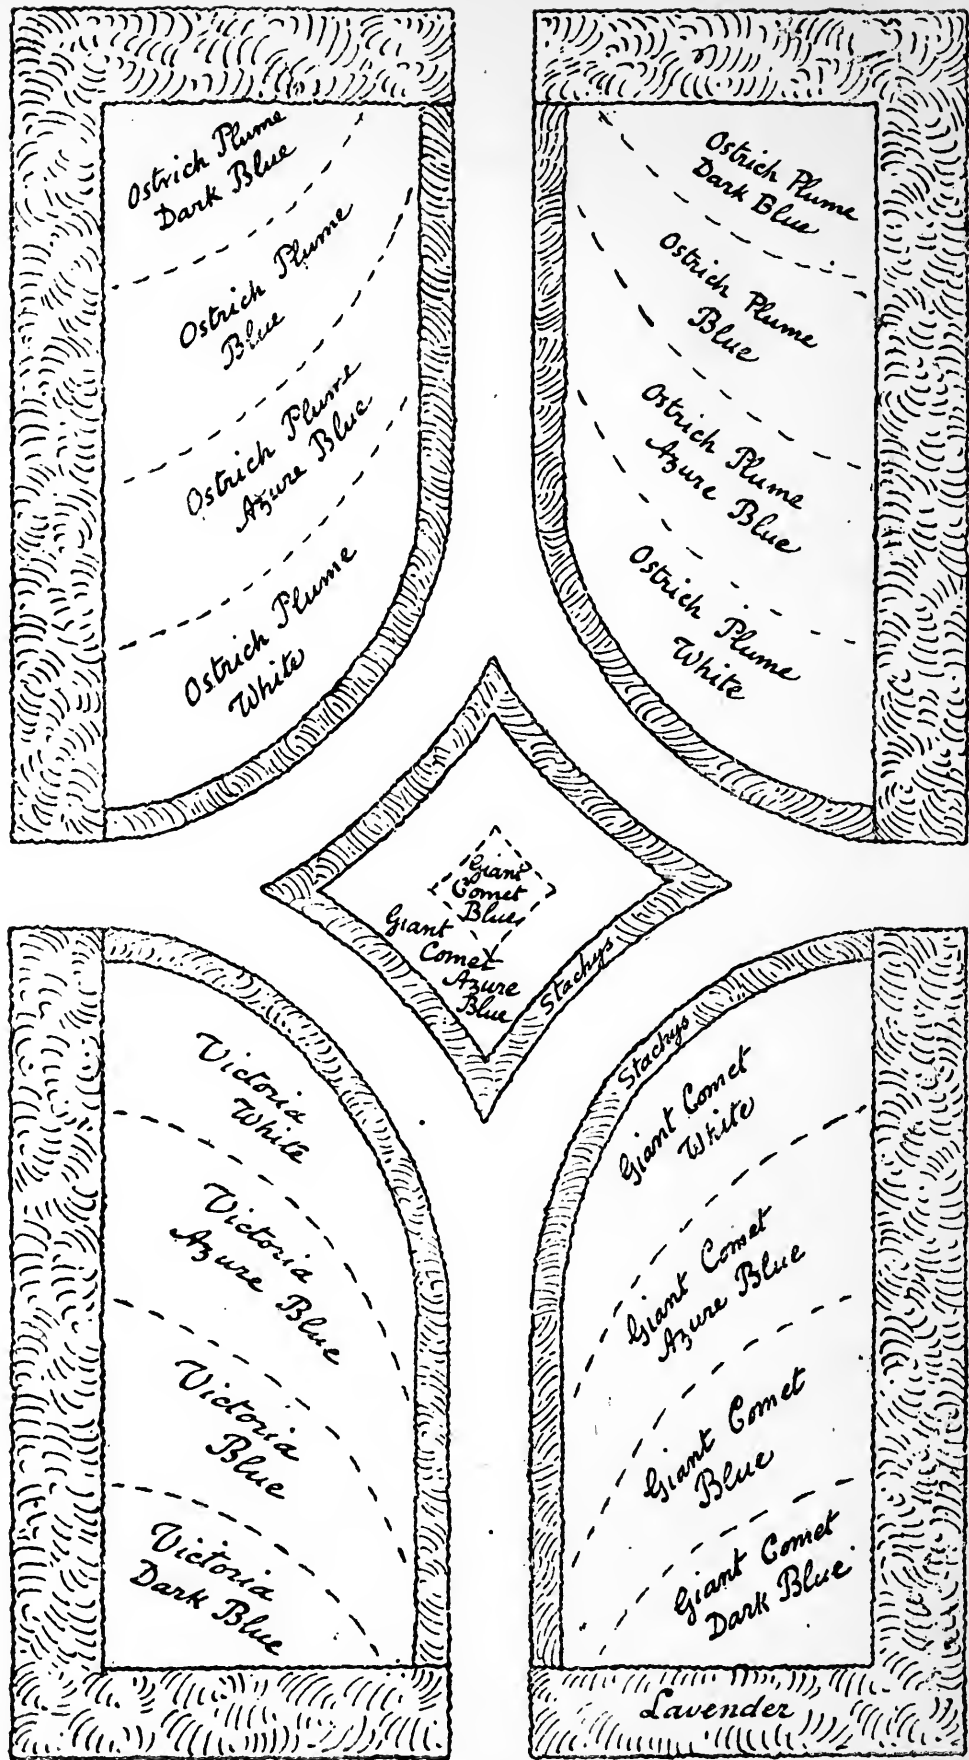 Ostrich Plume
Dark Blue
Ostrich Plume
Blue
Ostrich Plume
Azure Blue
Ostrich Plume
White
Ostrich Plume
Dark Blue
Ostrich Plume
Blue
Ostrich Plume
Azure Blue
Ostrich Plume
White
Giant
Comet
Blue
Giant
Comet
Azure
Blue
Stachys
Victoria
White
Victoria
Azure Blue
Victoria
Blue
Victoria
Dark Blue
Stachys
Giant Comet
White
Giant Comet
Azure Blue
Giant Comet
Blue
Giant Comet
Dark Blue
Lavender